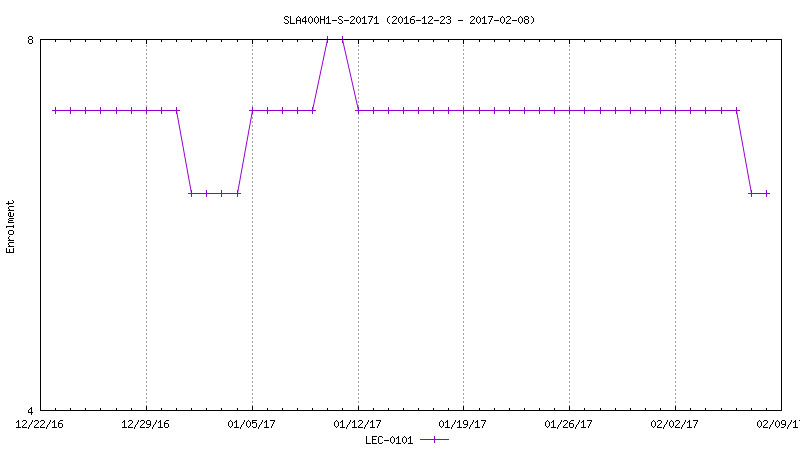 SLA400H1-S-20171 (2016-12-23 - 2017-02-08)
8
Enrolment
4
12/22/16 12/29/16 01/05/17 01/12/17 01/19/17 01/26/17 02/02/17 02/09/1
LEC-0101